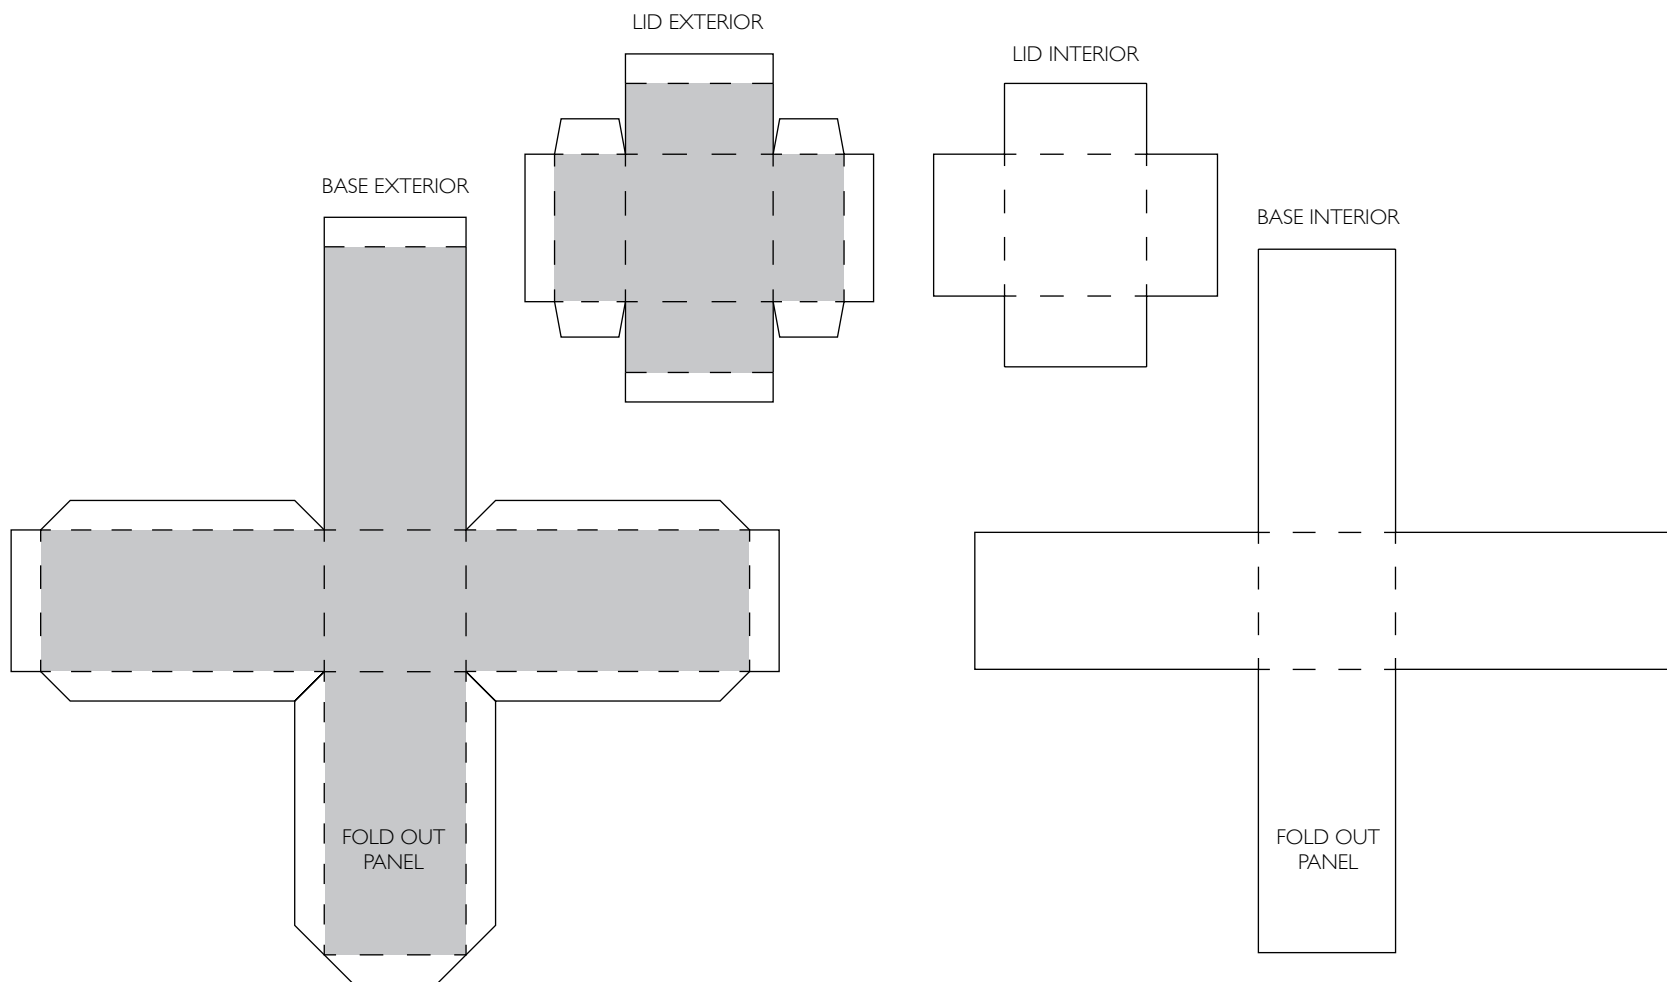 LID EXTERIOR
LID INTERIOR
BASE EXTERIOR
BASE INTERIOR
FOLD OUT
PANEL
FOLD OUT
PANEL